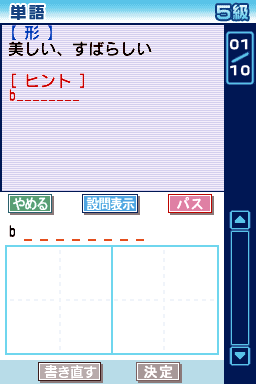 単語 5級
【 形 】
01/10
美しい、すばらしい
[ ヒント ]
b________
やめる 設問表示 パス
b _ _ _ _ _ _ _ _
書き直す 決定